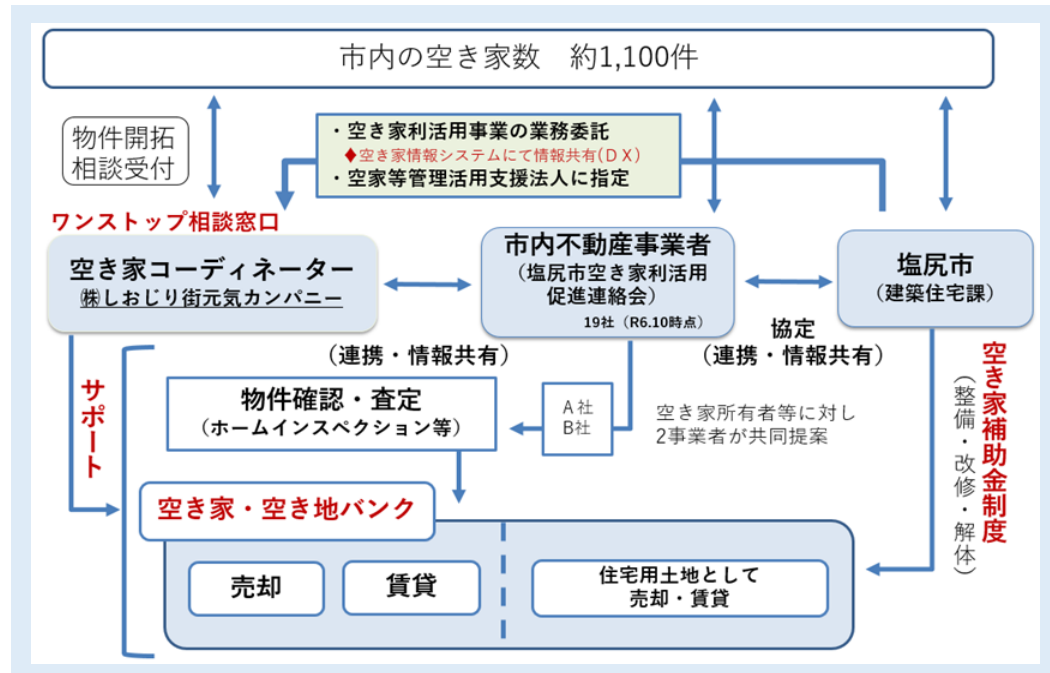 市内の空き家数　約1,100件
物件開拓
相談受付
・空き家利活用事業の業務委託
♦空き家情報システムにて情報共有(ＤＸ)
・空家等管理活用支援法人に指定
ワンストップ相談窓口
空き家コーディネーター
㈱しおじり街元気カンパニー
市内不動産事業者
(塩尻市空き家利活用
促進連絡会)
19社（R6.10時点）
塩尻市
(建築住宅課)
(連携・情報共有)
協定
(連携・情報共有)
サポート
物件確認・査定
(ホームインスペクション等)
Ａ社
Ｂ社
空き家所有者等に対し
2事業者が共同提案
空き家補助金制度
(整備・改修・解体)
空き家・空き地バンク
売却
賃貸
住宅用土地として
売却・賃貸